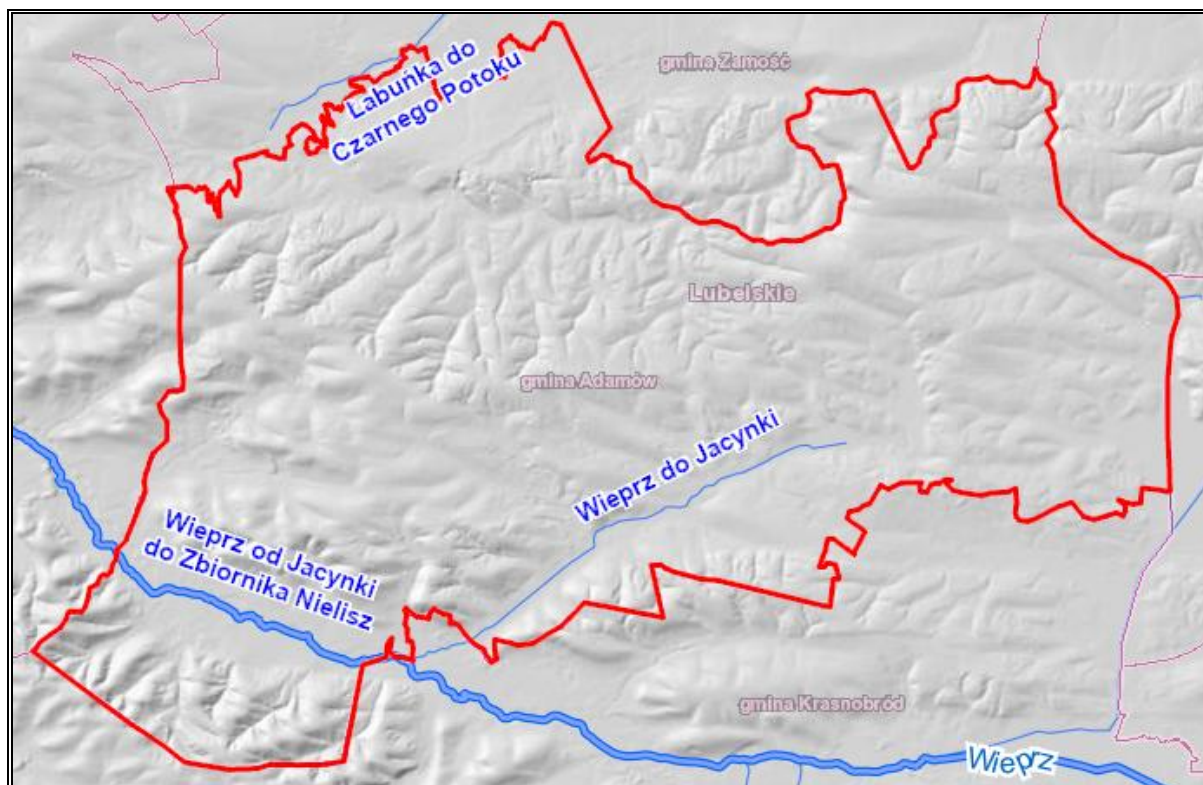 gmina Zamość
Łabuńka do
Czarnego Potoku
Lubelskie
gmina Adamów
Wieprz do Jacynki
Wieprz od Jacynki
do Zbiornika Nielisz
gmina Krasnobród
Wieprz